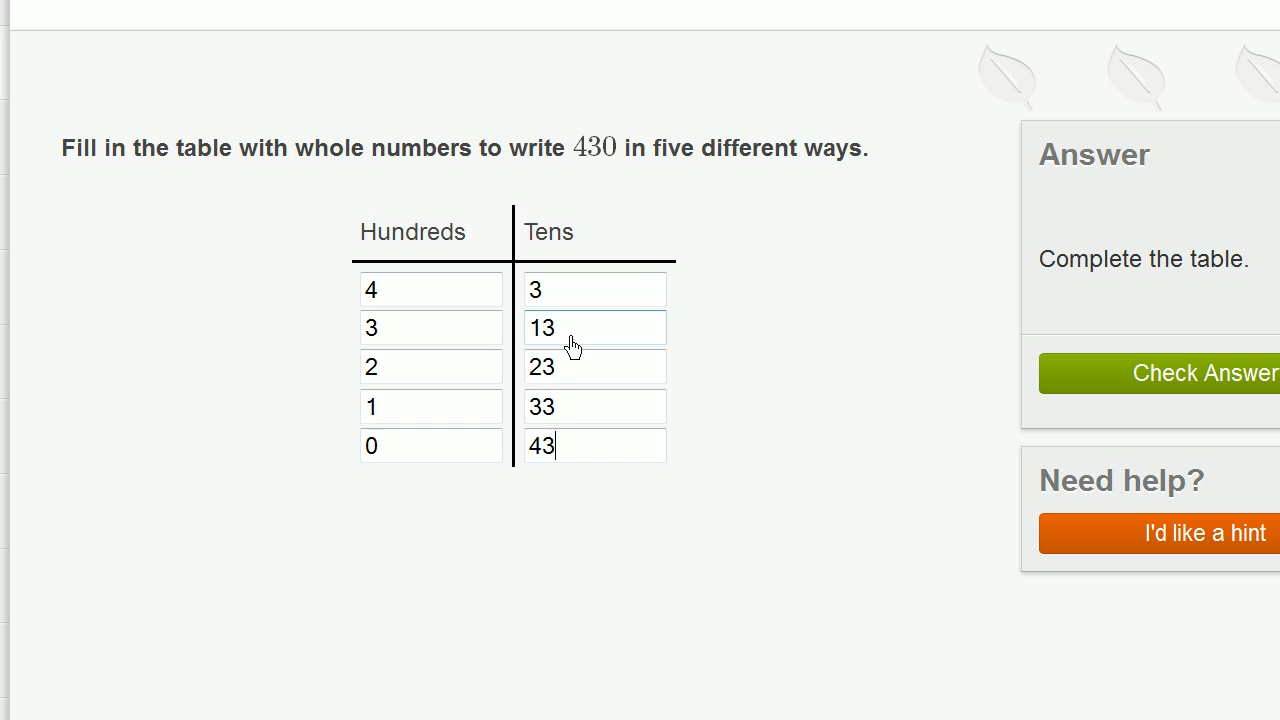 Fill in the table with whole numbers to write 430 in five different ways.
Hundreds Tens
4 3
3 13
2 23
1 33
0 43
Answer
Complete the table.
Check Answer
Need help?
I'd like a hint